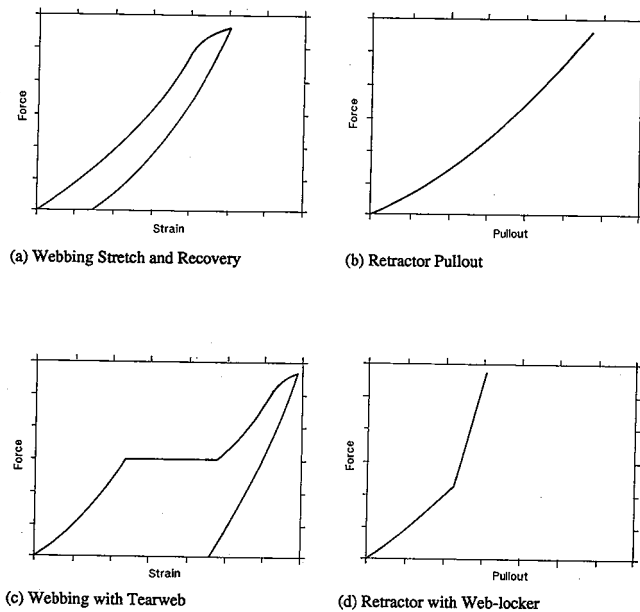 Force
Strain
(a) Webbing Stretch and Recovery
Force
Pullout
(b) Retractor Pullout
Force
Strain
(c) Webbing with Tearweb
Force
Pullout
(d) Retractor with Web-locker